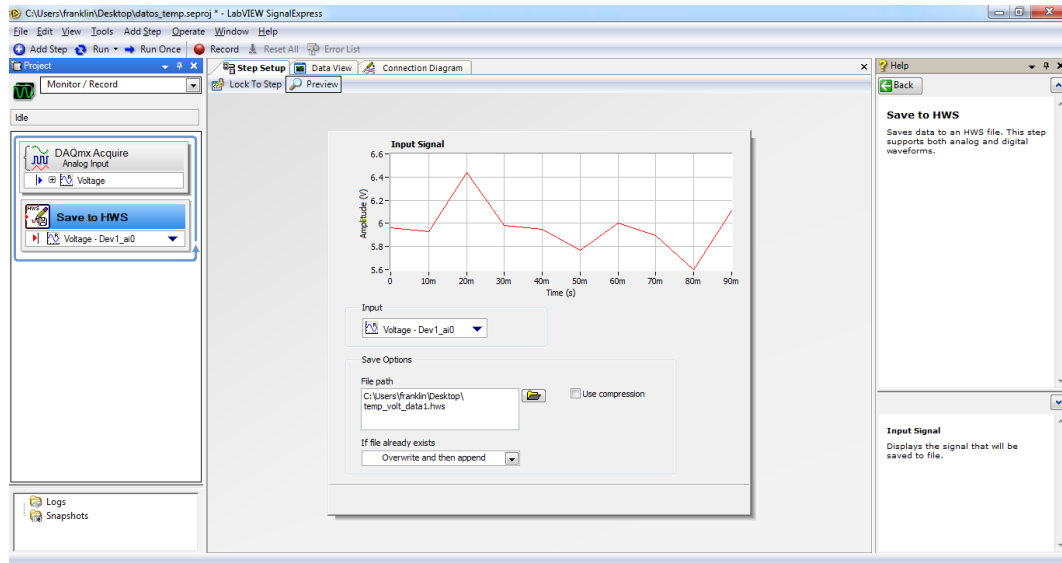 C:\Users\franklin\Desktop\datos_temp.seproj * - LabVIEW SignalExpress
File Edit View Tools Add Step Operate Window Help
Add Step Run Run Once Record Reset All Error List
Project
Monitor / Record
Idle
DAQmx Acquire
Analog Input
Voltage
HWS
Save to HWS
Voltage - Dev1_ai0
Logs
Snapshots
Step Setup Data View Connection Diagram
Lock To Step Preview
Input Signal
6.6
6.4
6.2
6
5.8
5.6
Amplitude (V)
0 10m 20m 30m 40m 50m 60m 70m 80m 90m
Time (s)
Input
Voltage - Dev1_ai0
Save Options
File path
C:\Users\franklin\Desktop\
temp_volt_data1.hws
Use compression
If file already exists
Overwrite and then append
Help
Back
Save to HWS
Saves data to an HWS file. This step
supports both analog and digital
waveforms.
Input Signal
Displays the signal that will be
saved to file.